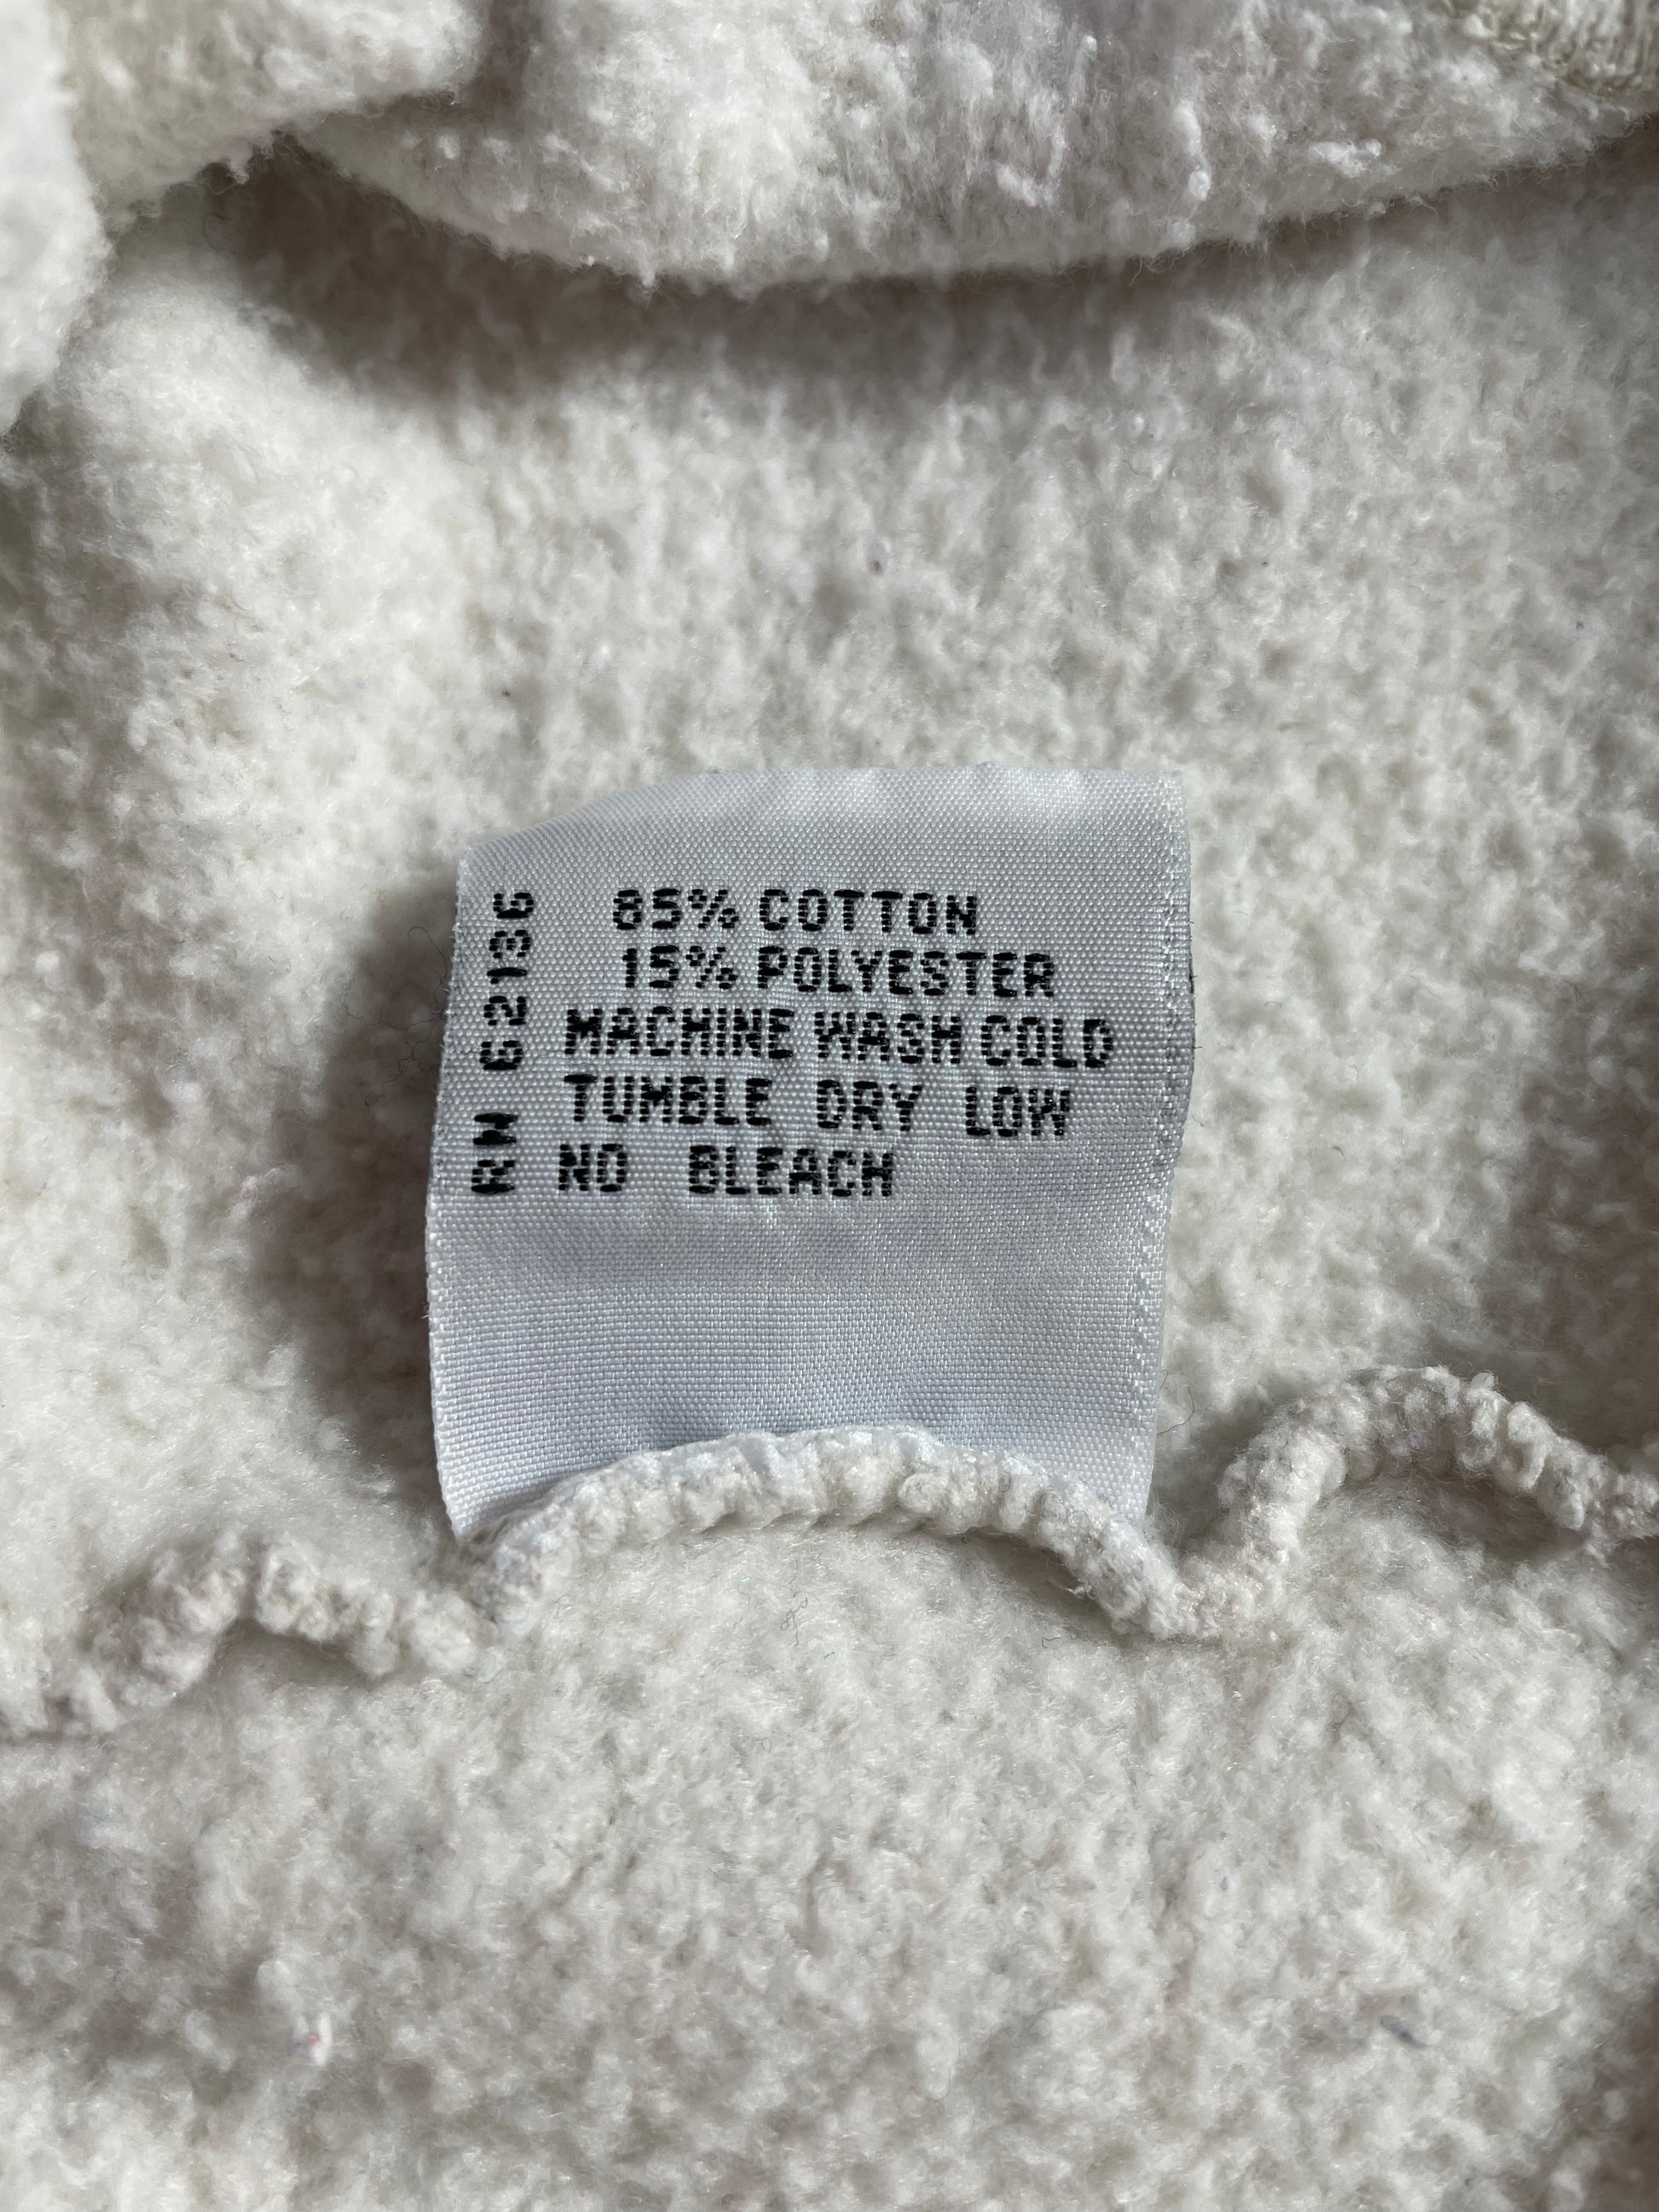 85% COTTON
15% POLYESTER
MACHINE WASH COLD
TUMBLE DRY LOW
NO BLEACH
RN 62136